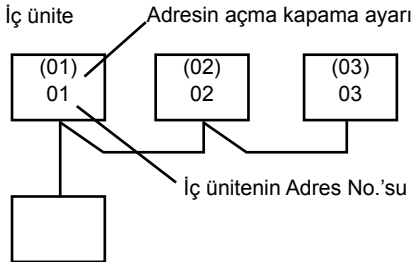 İç ünite
Adresin açma kapama ayarı
(01)
01
(02)
02
(03)
03
İç ünitenin Adres No.'su